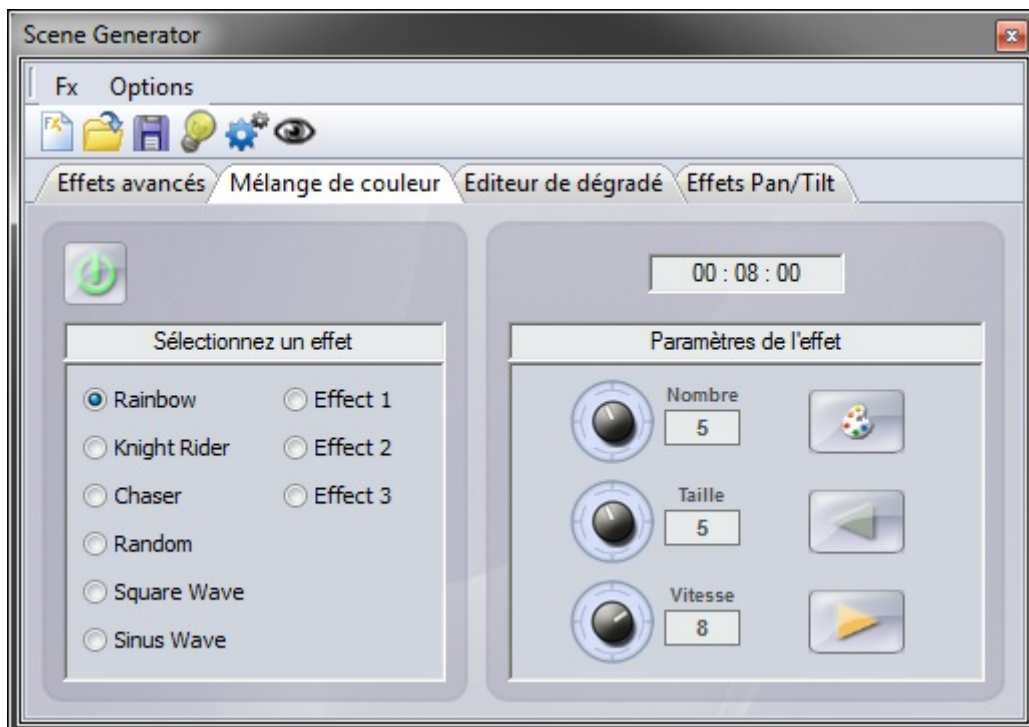 Scene Generator
Fx Options
Effets avancés Mélange de couleur Editeur de dégradé Effets Pan/Tilt
00 : 08 : 00
Sélectionnez un effet
Rainbow Effect 1
Knight Rider Effect 2
Chaser Effect 3
Random
Square Wave
Sinus Wave
Paramètres de l'effet
Nombre
5
Taille
5
Vitesse
8